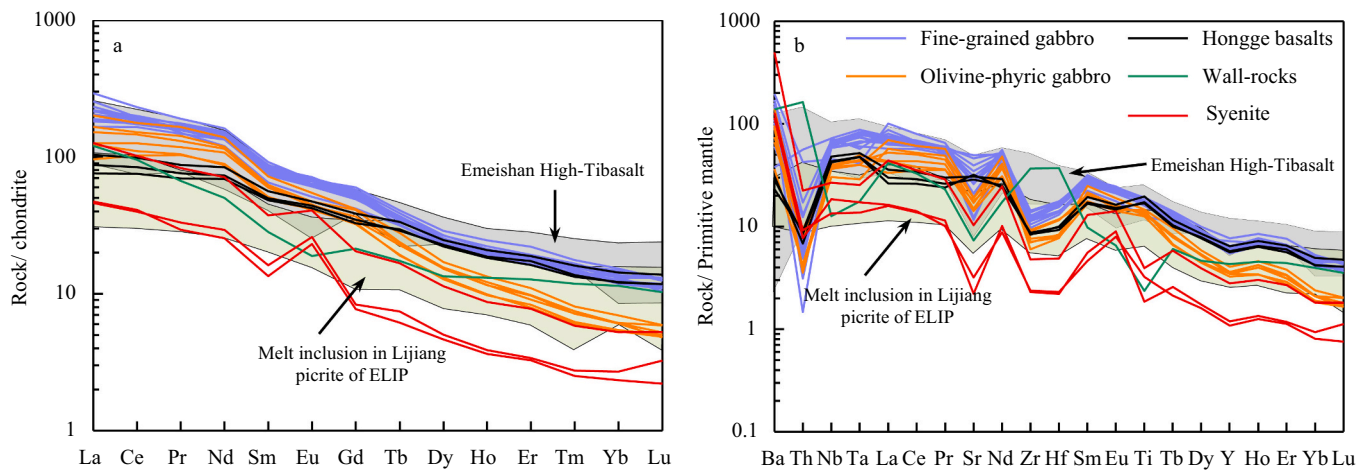 a
1000
100
10
1
Rock/ chondrite
Emeishan High-Tibasalt
Melt inclusion in Lijiang
picrite of ELIP
La Ce Pr Nd Sm Eu Gd Tb Dy Ho Er Tm Yb Lu
b
1000
100
10
1
0.1
Rock/ Primitive mantle
Fine-grained gabbro
Hongge basalts
Olivine-phyric gabbro
Wall-rocks
Syenite
Emeishan High-Tibasalt
Melt inclusion in Lijiang
picrite of ELIP
Ba Th Nb Ta La Ce Pr Sr Nd Zr Hf Sm Eu Ti Tb Dy Y Ho Er Yb Lu